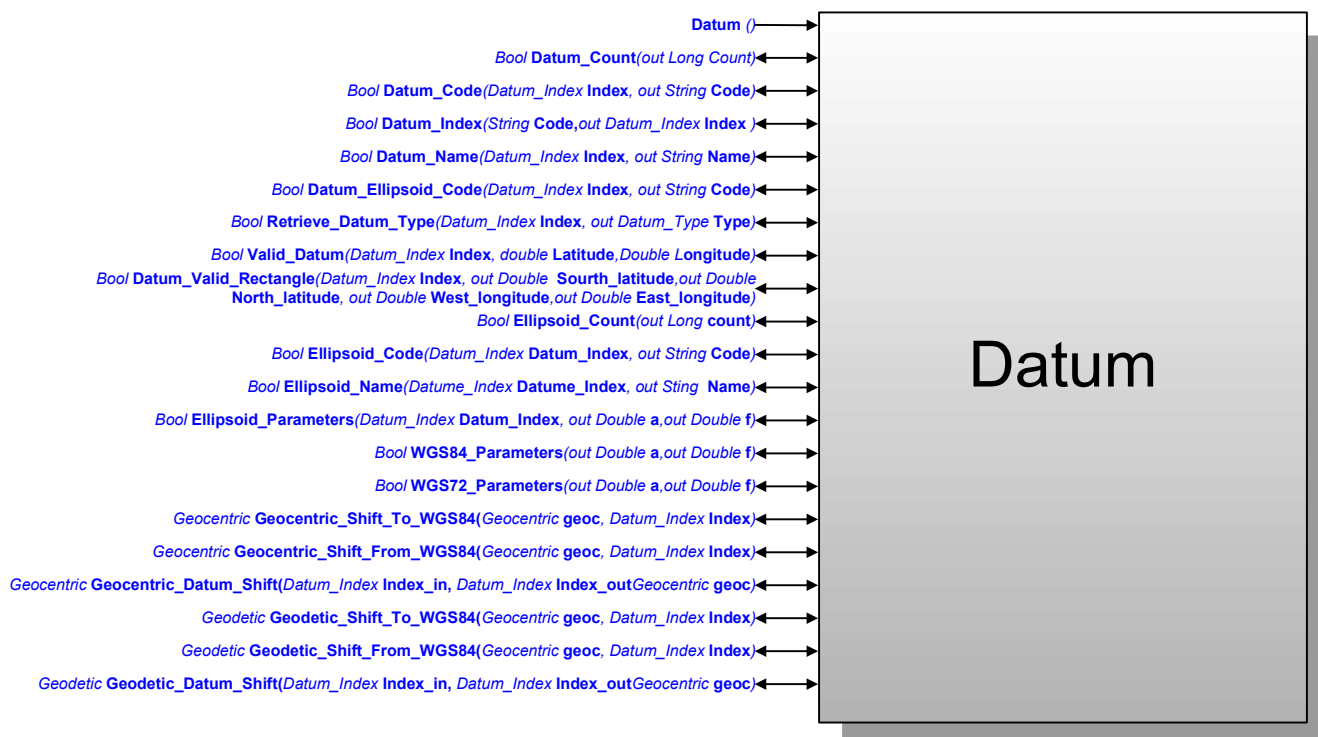 Datum ()
Bool Datum_Count(out Long Count)
Bool Datum_Code(Datum_Index Index, out String Code)
Bool Datum_Index(String Code,out Datum_Index Index )
Bool Datum_Name(Datum_Index Index, out String Name)
Bool Datum_Ellipsoid_Code(Datum_Index Index, out String Code)
Bool Retrieve_Datum_Type(Datum_Index Index, out Datum_Type Type)
Bool Valid_Datum(Datum_Index Index, double Latitude,Double Longitude)
Bool Datum_Valid_Rectangle(Datum_Index Index, out Double Sourth_latitude,out Double
North_latitude, out Double West_longitude,out Double East_longitude)
Bool Ellipsoid_Count(out Long count)
Bool Ellipsoid_Code(Datum_Index Datum_Index, out String Code)
Bool Ellipsoid_Name(Datume_Index Datume_Index, out Sting Name)
Bool Ellipsoid_Parameters(Datum_Index Datum_Index, out Double a,out Double f)
Bool WGS84_Parameters(out Double a,out Double f)
Bool WGS72_Parameters(out Double a,out Double f)
Geocentric Geocentric_Shift_To_WGS84(Geocentric geoc, Datum_Index Index)
Geocentric Geocentric_Shift_From_WGS84(Geocentric geoc, Datum_Index Index)
Geocentric Geocentric_Datum_Shift(Datum_Index Index_in, Datum_Index Index_outGeocentric geoc)
Geodetic Geodetic_Shift_To_WGS84(Geocentric geoc, Datum_Index Index)
Geodetic Geodetic_Shift_From_WGS84(Geocentric geoc, Datum_Index Index)
Geodetic Geodetic_Datum_Shift(Datum_Index Index_in, Datum_Index Index_outGeocentric geoc)
Datum